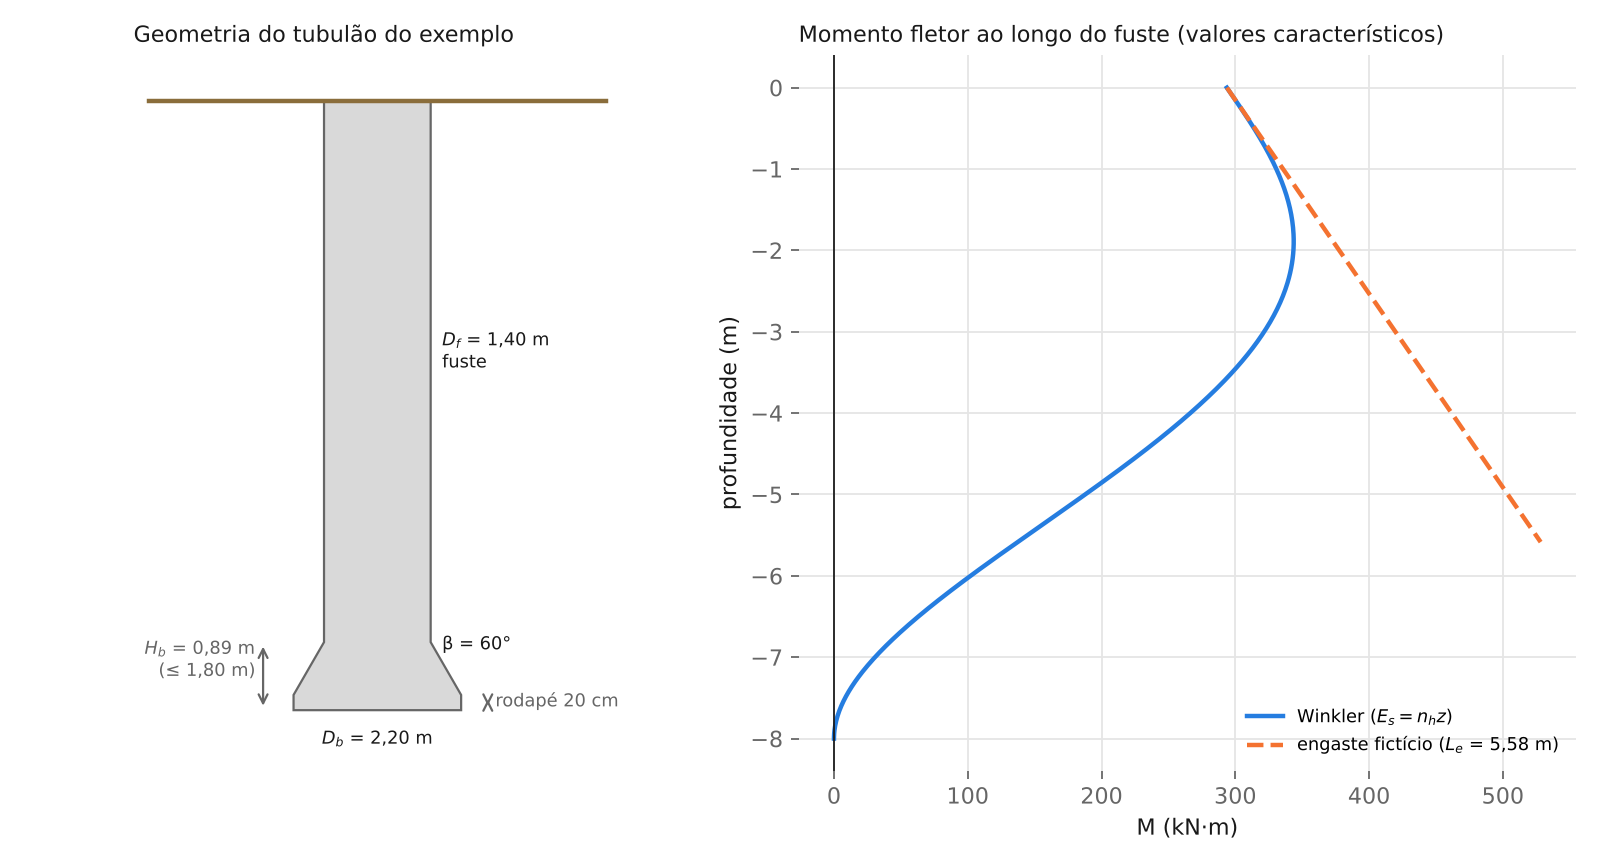 Geometria do tubulão do exemplo
D_f = 1,40 m
fuste
H_b = 0,89 m
(≤ 1,80 m)
β = 60°
rodapé 20 cm
D_b = 2,20 m
Momento fletor ao longo do fuste (valores característicos)
profundidade (m)
0
−1
−2
−3
−4
−5
−6
−7
−8
Winkler (E_s = n_h z)
engaste fictício (L_e = 5,58 m)
0 100 200 300 400 500
M (kN·m)